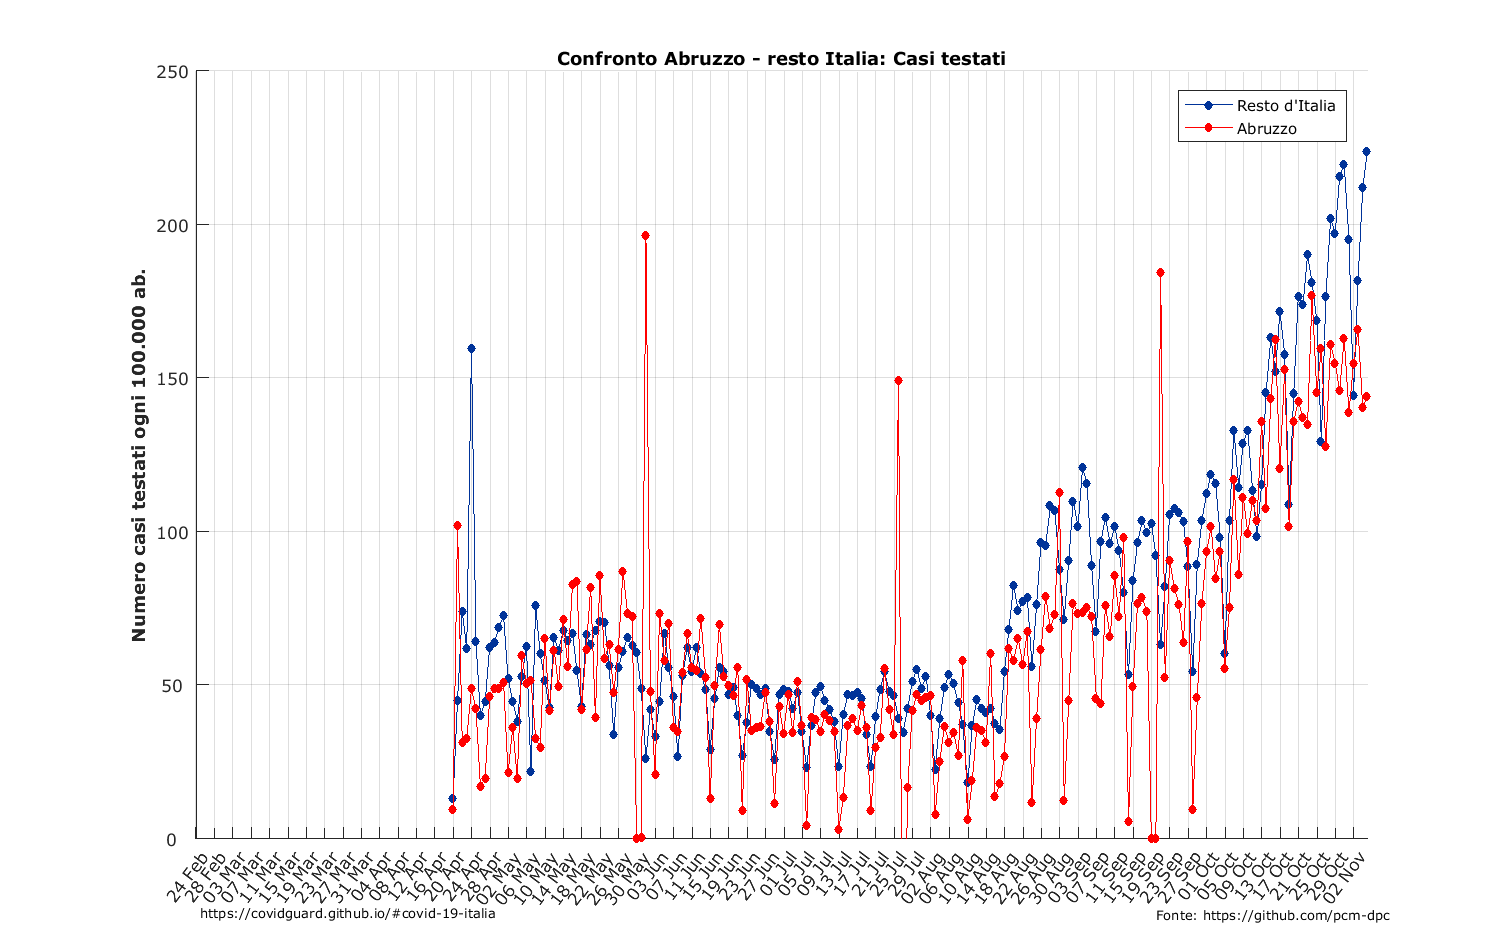 Confronto Abruzzo - resto Italia: Casi testati
Resto d'Italia
Abruzzo
Numero casi testati ogni 100.000 ab.
250
200
150
100
50
0
24 Feb
28 Feb
03 Mar
07 Mar
11 Mar
15 Mar
19 Mar
23 Mar
27 Mar
31 Mar
04 Apr
08 Apr
12 Apr
16 Apr
20 Apr
24 Apr
28 Apr
02 May
06 May
10 May
14 May
18 May
22 May
26 May
30 May
03 Jun
07 Jun
11 Jun
15 Jun
19 Jun
23 Jun
27 Jun
01 Jul
05 Jul
09 Jul
13 Jul
17 Jul
21 Jul
25 Jul
29 Jul
02 Aug
06 Aug
10 Aug
14 Aug
18 Aug
22 Aug
26 Aug
30 Aug
03 Sep
07 Sep
11 Sep
15 Sep
19 Sep
23 Sep
27 Sep
01 Oct
05 Oct
09 Oct
13 Oct
17 Oct
21 Oct
25 Oct
29 Oct
02 Nov
https://covidguard.github.io/#covid-19-italia
Fonte: https://github.com/pcm-dpc